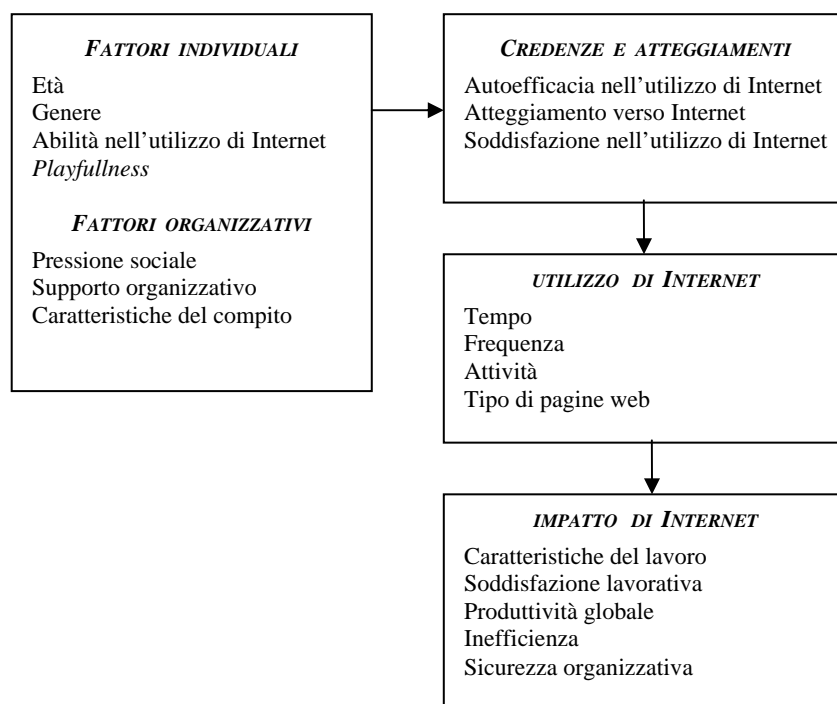 FATTORI INDIVIDUALI
Età
Genere
Abilità nell'utilizzo di Internet
Playfullness
FATTORI ORGANIZZATIVI
Pressione sociale
Supporto organizzativo
Caratteristiche del compito
CREDENZE E ATTEGGIAMENTI
Autoefficacia nell'utilizzo di Internet
Atteggiamento verso Internet
Soddisfazione nell'utilizzo di Internet
UTILIZZO DI INTERNET
Tempo
Frequenza
Attività
Tipo di pagine web
IMPATTO DI INTERNET
Caratteristiche del lavoro
Soddisfazione lavorativa
Produttività globale
Inefficienza
Sicurezza organizzativa